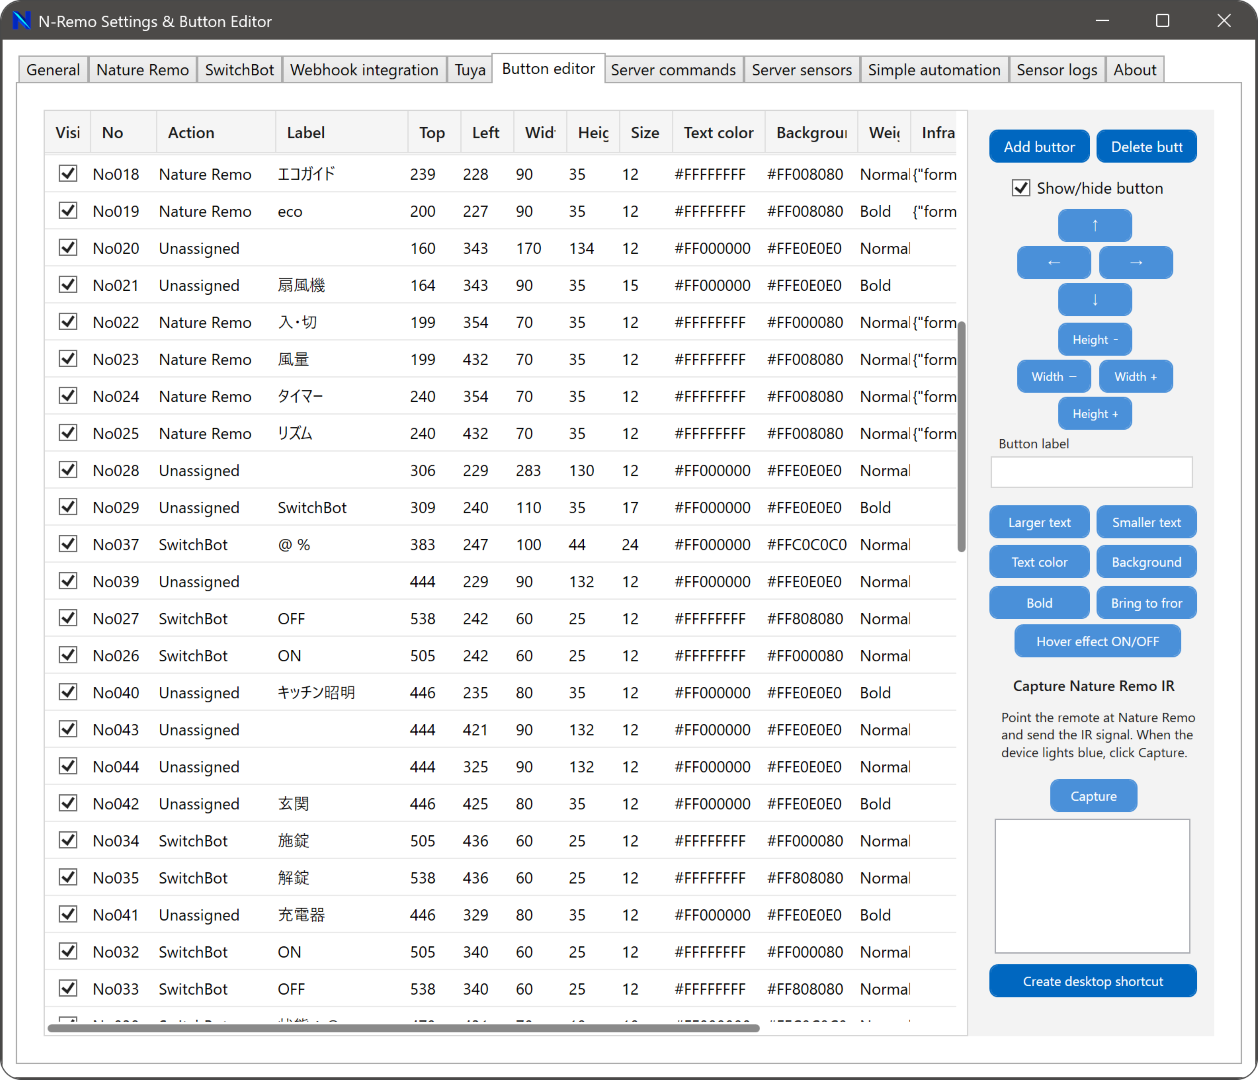 N-Remo Settings & Button Editor
General Nature Remo SwitchBot Webhook integration Tuya Button editor Server commands Server sensors Simple automation Sensor logs About
Visi No Action Label Top Left Wid Heig Size Text color Backgroun Weig Infra
No018 Nature Remo エコガイド 239 228 90 35 12 #FFFFFFFF #FF008080 Normal {"form
No019 Nature Remo eco 200 227 90 35 12 #FFFFFFFF #FF008080 Bold {"form
No020 Unassigned 160 343 170 134 12 #FF000000 #FFE0E0E0 Normal
No021 Unassigned 扇風機 164 343 90 35 15 #FF000000 #FFE0E0E0 Bold
No022 Nature Remo 入・切 199 354 70 35 12 #FFFFFFFF #FF000080 Normal {"form
No023 Nature Remo 風量 199 432 70 35 12 #FFFFFFFF #FF008080 Normal {"form
No024 Nature Remo タイマー 240 354 70 35 12 #FFFFFFFF #FF008080 Normal {"form
No025 Nature Remo リズム 240 432 70 35 12 #FFFFFFFF #FF008080 Normal {"form
No028 Unassigned 306 229 283 130 12 #FF000000 #FFE0E0E0 Normal
No029 Unassigned SwitchBot 309 240 110 35 17 #FF000000 #FFE0E0E0 Bold
No037 SwitchBot @ % 383 247 100 44 24 #FF000000 #FFC0C0C0 Normal
No039 Unassigned 444 229 90 132 12 #FF000000 #FFE0E0E0 Normal
No027 SwitchBot OFF 538 242 60 25 12 #FFFFFFFF #FF808080 Normal
No026 SwitchBot ON 505 242 60 25 12 #FFFFFFFF #FF000080 Normal
No040 Unassigned キッチン昭明 446 235 80 35 12 #FF000000 #FFE0E0E0 Bold
No043 Unassigned 444 421 90 132 12 #FF000000 #FFE0E0E0 Normal
No044 Unassigned 444 325 90 132 12 #FF000000 #FFE0E0E0 Normal
No042 Unassigned 玄関 446 425 80 35 12 #FF000000 #FFE0E0E0 Bold
No034 SwitchBot 施錠 505 436 60 25 12 #FFFFFFFF #FF000080 Normal
No035 SwitchBot 解錠 538 436 60 25 12 #FFFFFFFF #FF808080 Normal
No041 Unassigned 充電器 446 329 80 35 12 #FF000000 #FFE0E0E0 Bold
No032 SwitchBot ON 505 340 60 25 12 #FFFFFFFF #FF000080 Normal
No033 SwitchBot OFF 538 340 60 25 12 #FFFFFFFF #FF808080 Normal
Add buttor Delete butt
Show/hide button
↑
← →
↓
Height -
Width − Width +
Height +
Button label
Larger text Smaller text
Text color Background
Bold Bring to fror
Hover effect ON/OFF
Capture Nature Remo IR
Point the remote at Nature Remo
and send the IR signal. When the
device lights blue, click Capture.
Capture
Create desktop shortcut